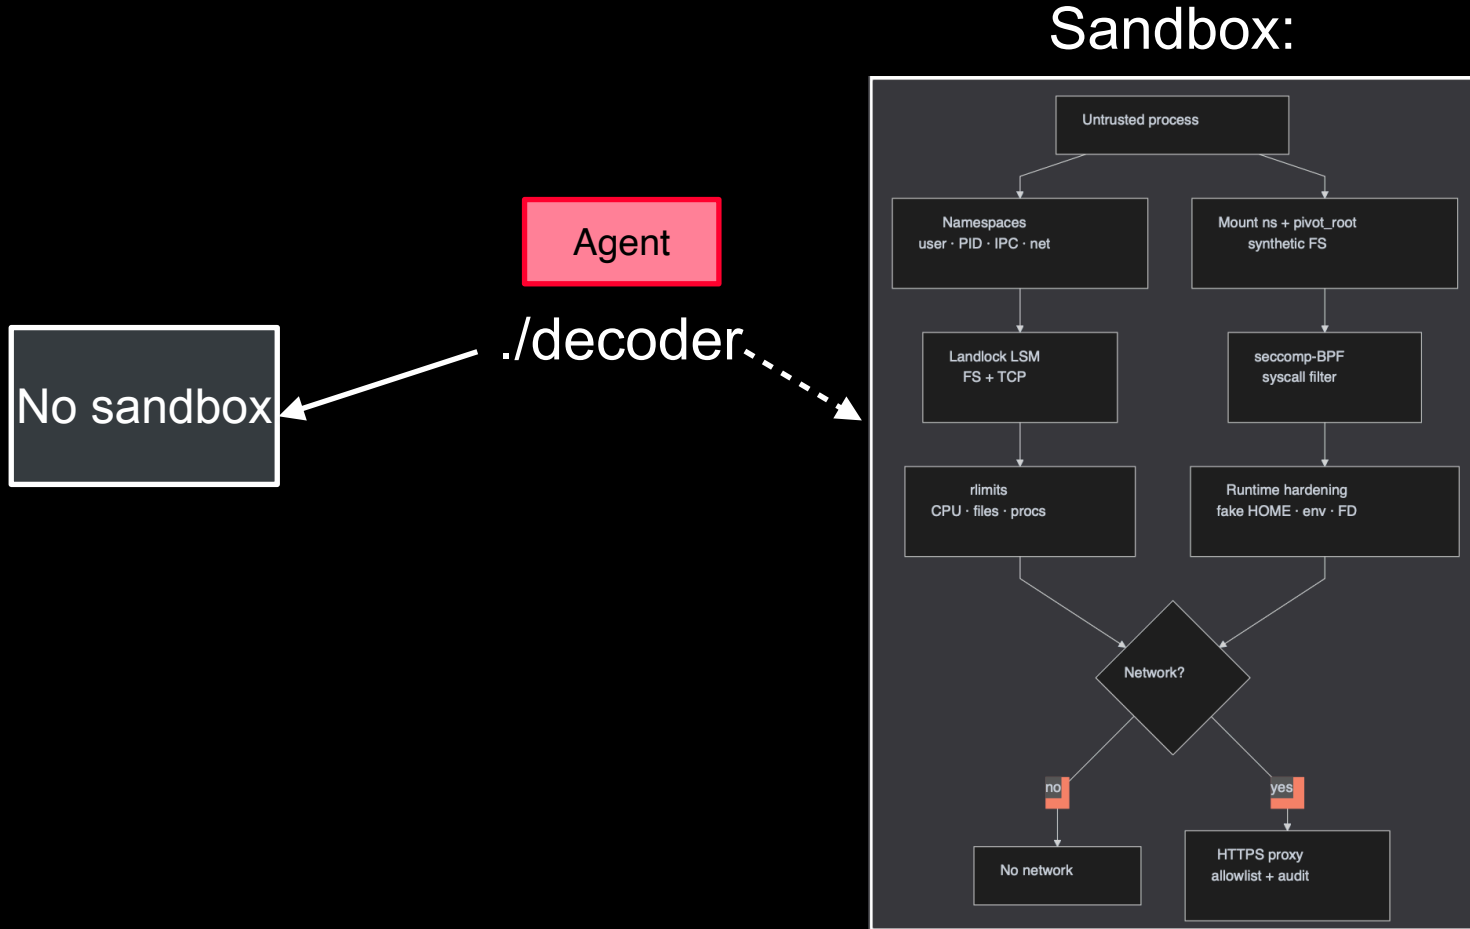 Sandbox:
Agent
./decoder
No sandbox
Untrusted process
Namespaces
user · PID · IPC · net
Mount ns + pivot_root
synthetic FS
Landlock LSM
FS + TCP
seccomp-BPF
syscall filter
rlimits
CPU · files · procs
Runtime hardening
fake HOME · env · FD
Network?
no
yes
No network
HTTPS proxy
allowlist + audit